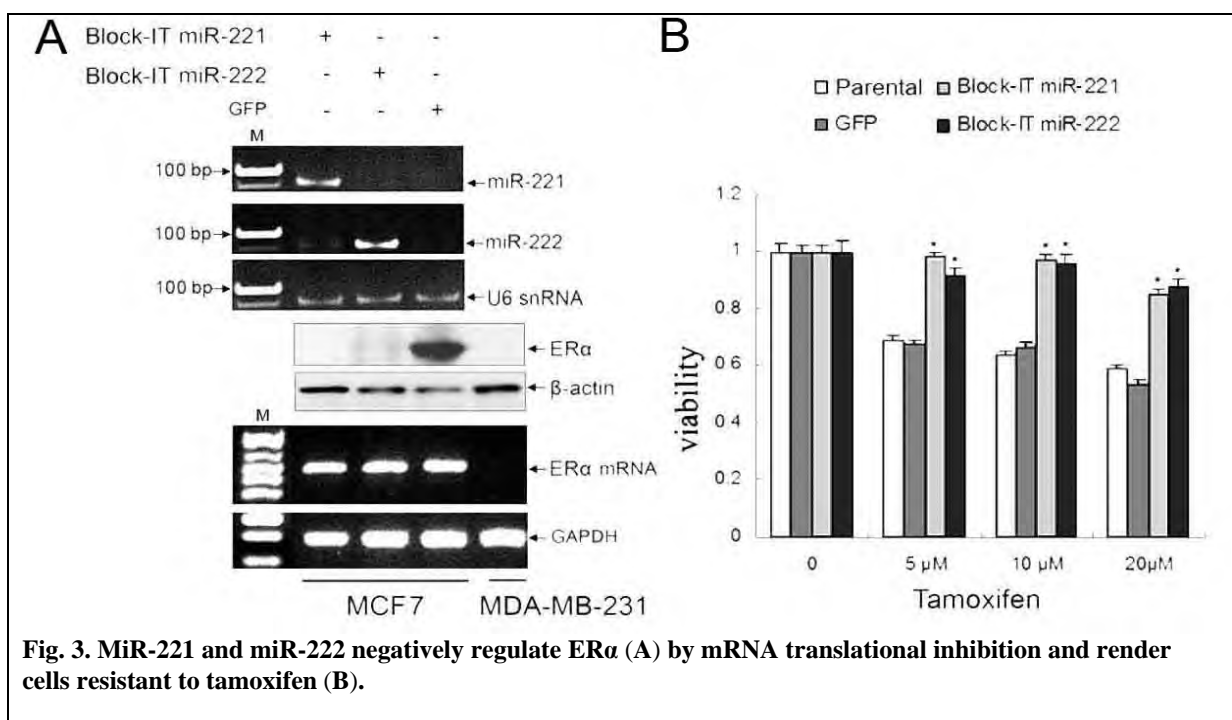 A
Block-IT miR-221 + - -
Block-IT miR-222 - + -
GFP - - +
M
100 bp
miR-221
100 bp
miR-222
100 bp
U6 snRNA
ERα
β-actin
M
ERα mRNA
GAPDH
MCF7 MDA-MB-231
B
Parental Block-IT miR-221
GFP Block-IT miR-222
1.2
1
0.8
0.6
0.4
0.2
0
viability
* * * * * *
0 5 µM 10 µM 20µM
Tamoxifen
Fig. 3. MiR-221 and miR-222 negatively regulate ERα (A) by mRNA translational inhibition and render
cells resistant to tamoxifen (B).